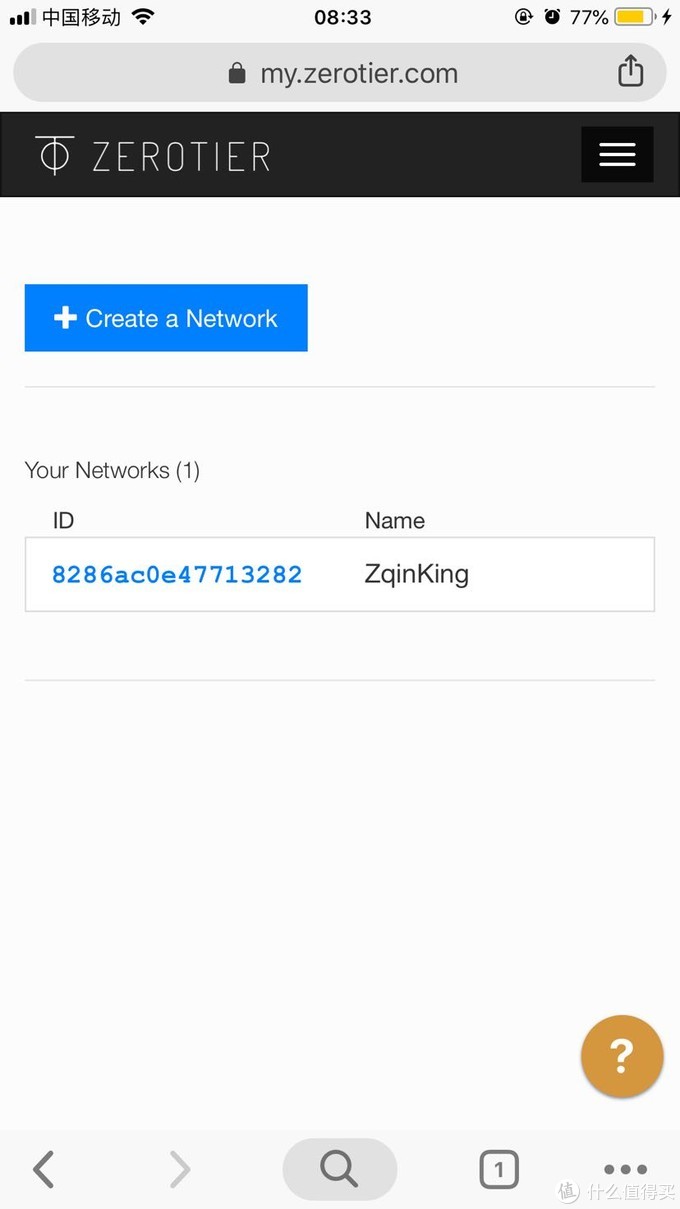 中国移动 08:33 77%
my.zerotier.com
ZEROTIER
Create a Network
Your Networks (1)
ID Name
8286ac0e47713282 ZqinKing
?
1
值 什么值得买